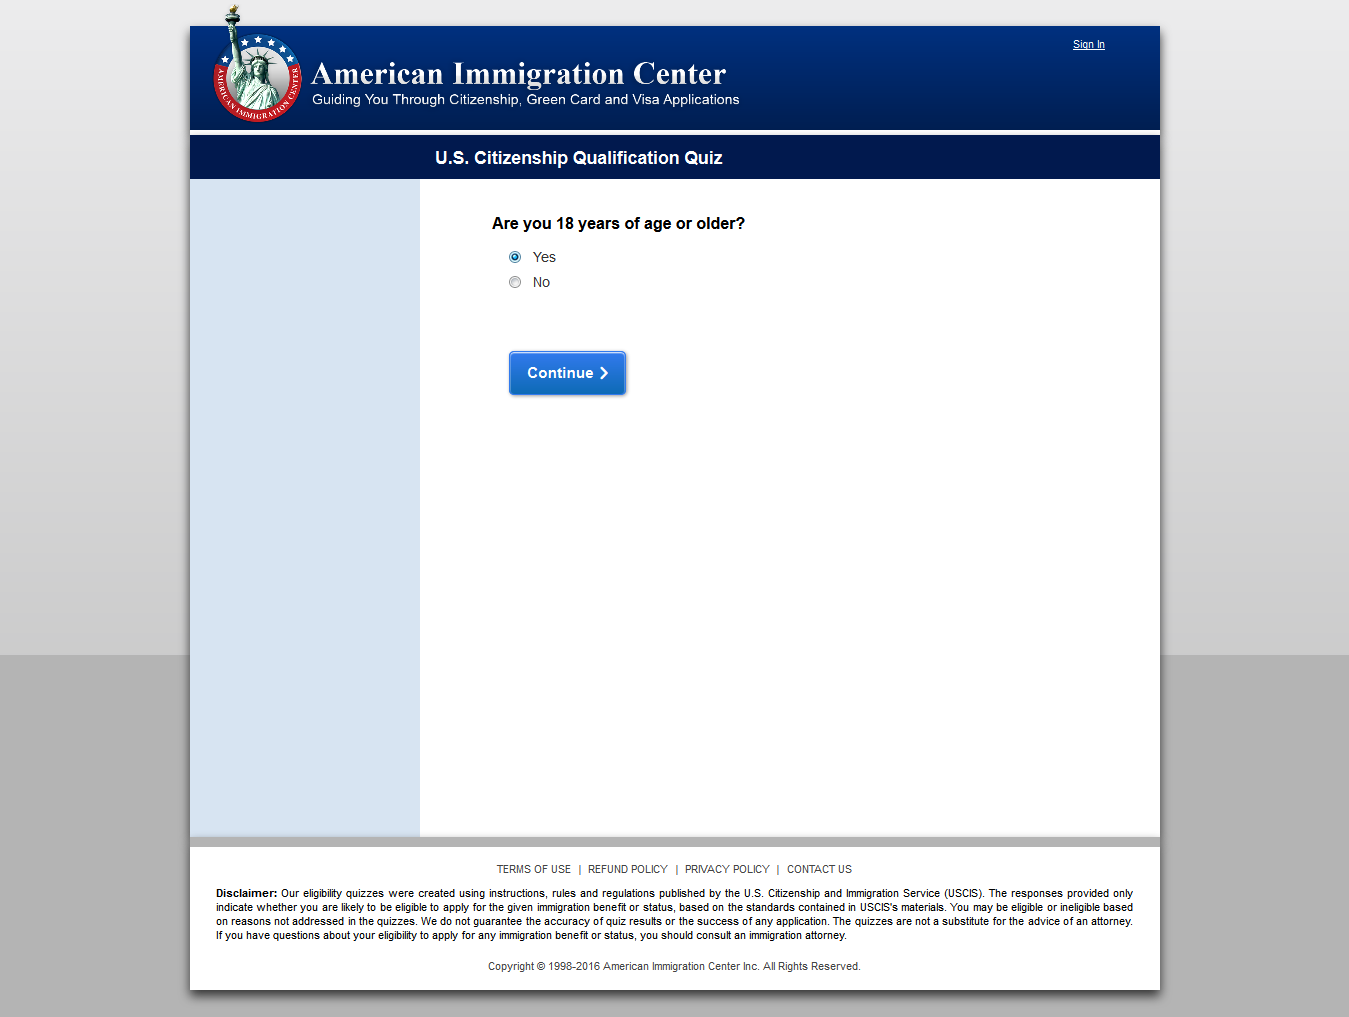 Sign In
AMERICAN IMMIGRATION CENTER
American Immigration Center
Guiding You Through Citizenship, Green Card and Visa Applications
U.S. Citizenship Qualification Quiz
Are you 18 years of age or older?
Yes
No
Continue
TERMS OF USE | REFUND POLICY | PRIVACY POLICY | CONTACT US
Disclaimer: Our eligibility quizzes were created using instructions, rules and regulations published by the U.S. Citizenship and Immigration Service (USCIS). The responses provided only
indicate whether you are likely to be eligible to apply for the given immigration benefit or status, based on the standards contained in USCIS's materials. You may be eligible or ineligible based
on reasons not addressed in the quizzes. We do not guarantee the accuracy of quiz results or the success of any application. The quizzes are not a substitute for the advice of an attorney.
If you have questions about your eligibility to apply for any immigration benefit or status, you should consult an immigration attorney.
Copyright © 1998-2016 American Immigration Center Inc. All Rights Reserved.